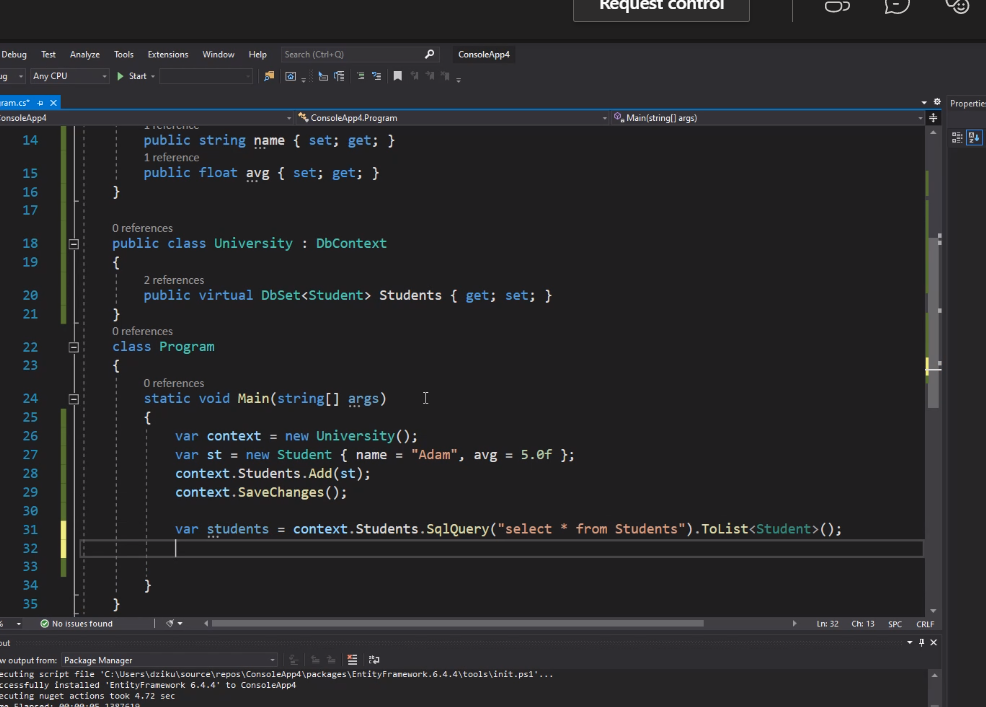 Request control
Debug Test Analyze Tools Extensions Window Help Search (Ctrl+Q) ConsoleApp4
Any CPU Start
ram.cs*
Properties
onsoleApp4 ConsoleApp4.Program Main(string[] args)
1 reference
14 public string name { set; get; }
1 reference
15 public float avg { set; get; }
16 }
17
0 references
18 public class University : DbContext
19 {
2 references
20 public virtual DbSet<Student> Students { get; set; }
21 }
0 references
22 class Program
23 {
0 references
24 static void Main(string[] args)
25 {
26 var context = new University();
27 var st = new Student { name = "Adam", avg = 5.0f };
28 context.Students.Add(st);
29 context.SaveChanges();
30
31 var students = context.Students.SqlQuery("select * from Students").ToList<Student>();
32
33
34 }
35 }
% No issues found Ln: 32 Ch: 13 SPC CRLF
out
ow output from: Package Manager
ecuting script file 'C:\Users\dziku\source\repos\ConsoleApp4\packages\EntityFramework.6.4.4\tools\init.ps1'...
ccessfully installed 'EntityFramework 6.4.4' to ConsoleApp4
ecuting nuget actions took 4.72 sec